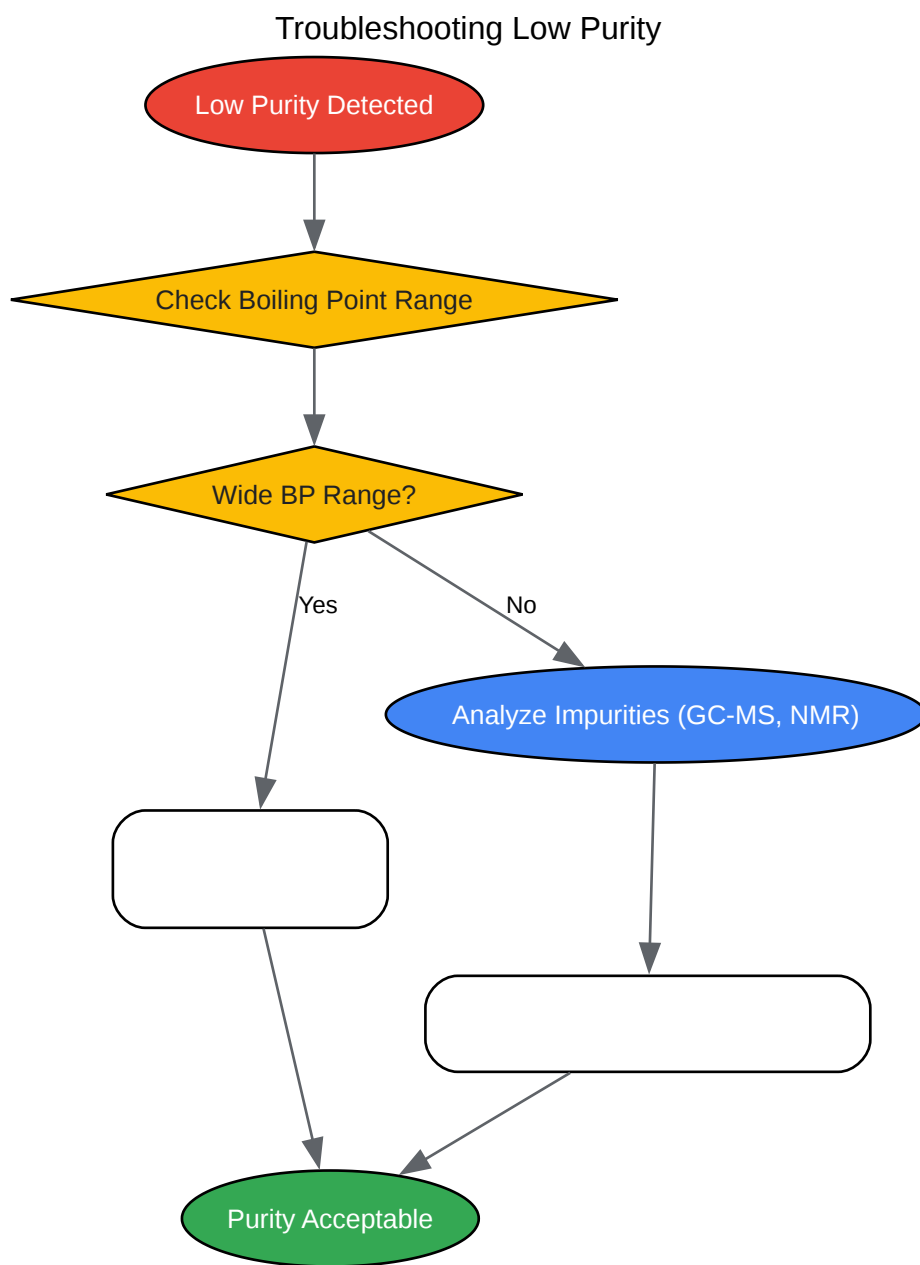 Troubleshooting Low Purity
Low Purity Detected
Check Boiling Point Range
Wide BP Range?
Yes
No
Analyze Impurities (GC-MS, NMR)
Purity Acceptable